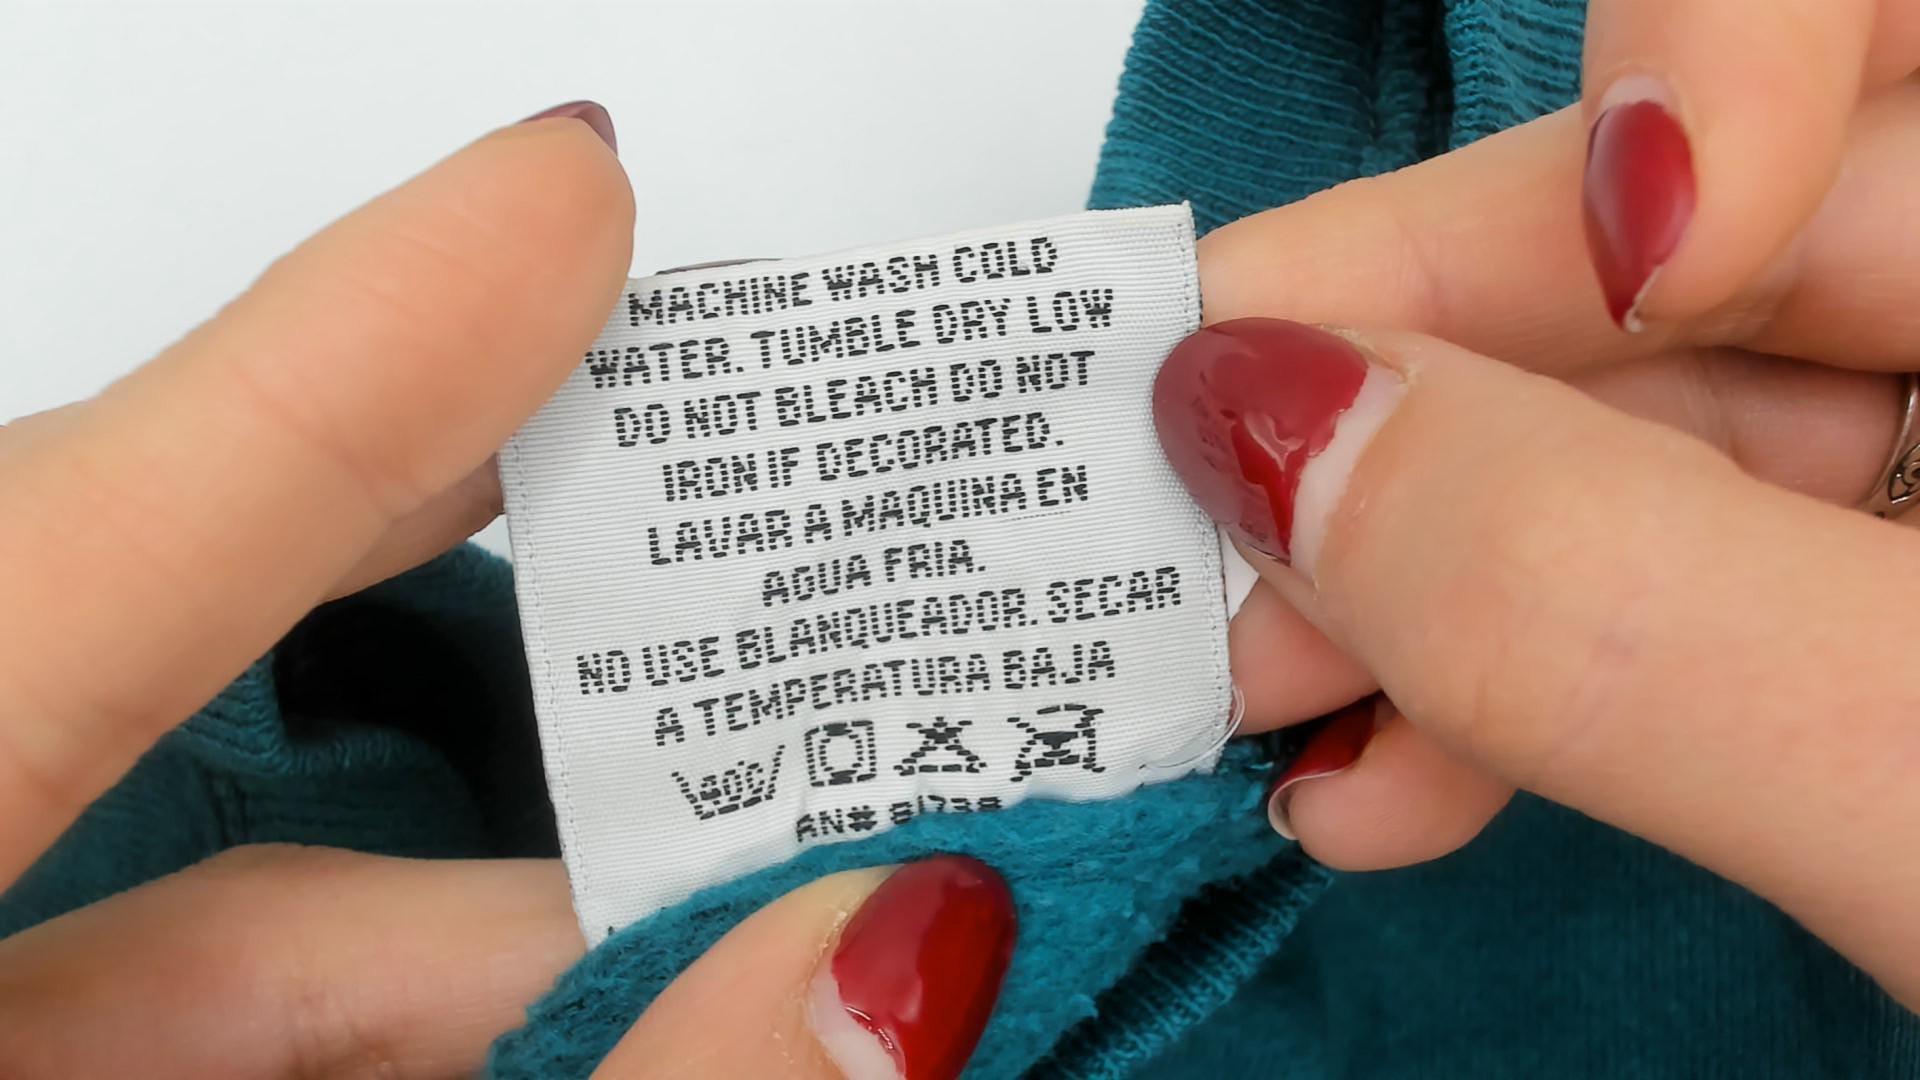 MACHINE WASH COLD
WATER. TUMBLE DRY LOW
DO NOT BLEACH DO NOT
IRON IF DECORATED.
LAVAR A MAQUINA EN
AGUA FRIA.
NO USE BLANQUEADOR. SECAR
A TEMPERATURA BAJA
RN#